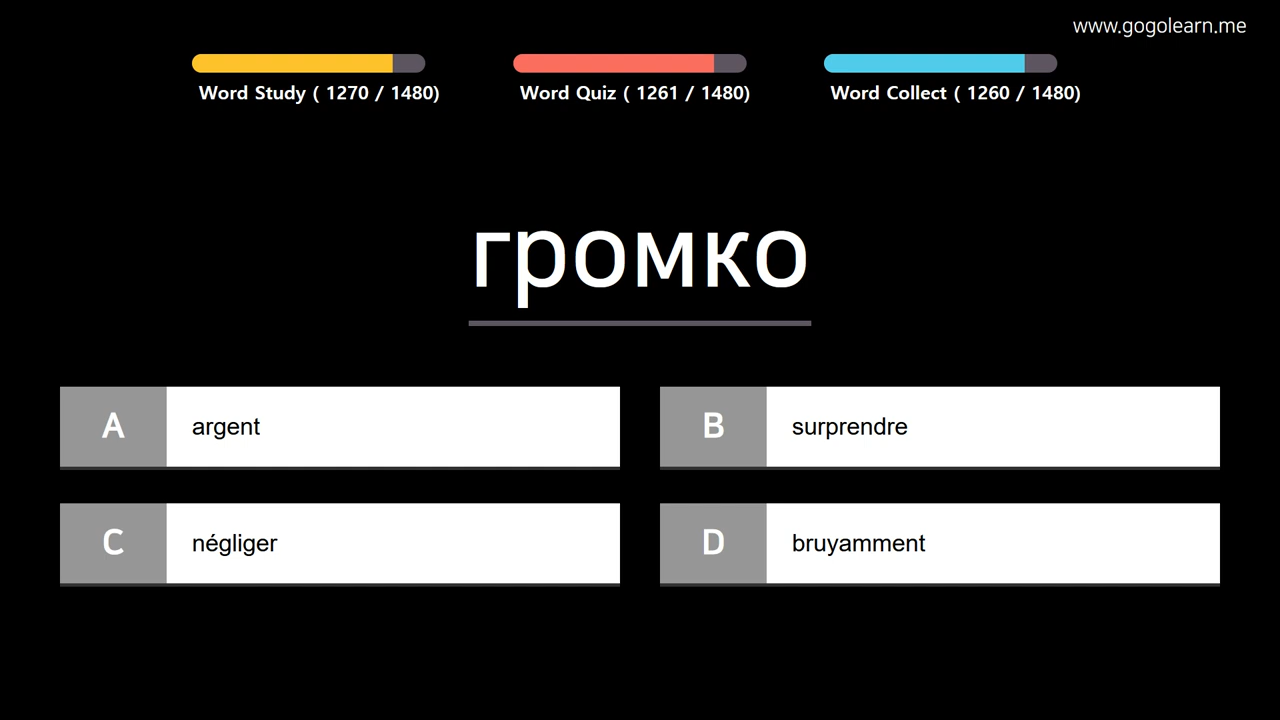 www.gogolearn.me
Word Study ( 1270 / 1480)
Word Quiz ( 1261 / 1480)
Word Collect ( 1260 / 1480)
громко
A argent
B surprendre
C négliger
D bruyamment